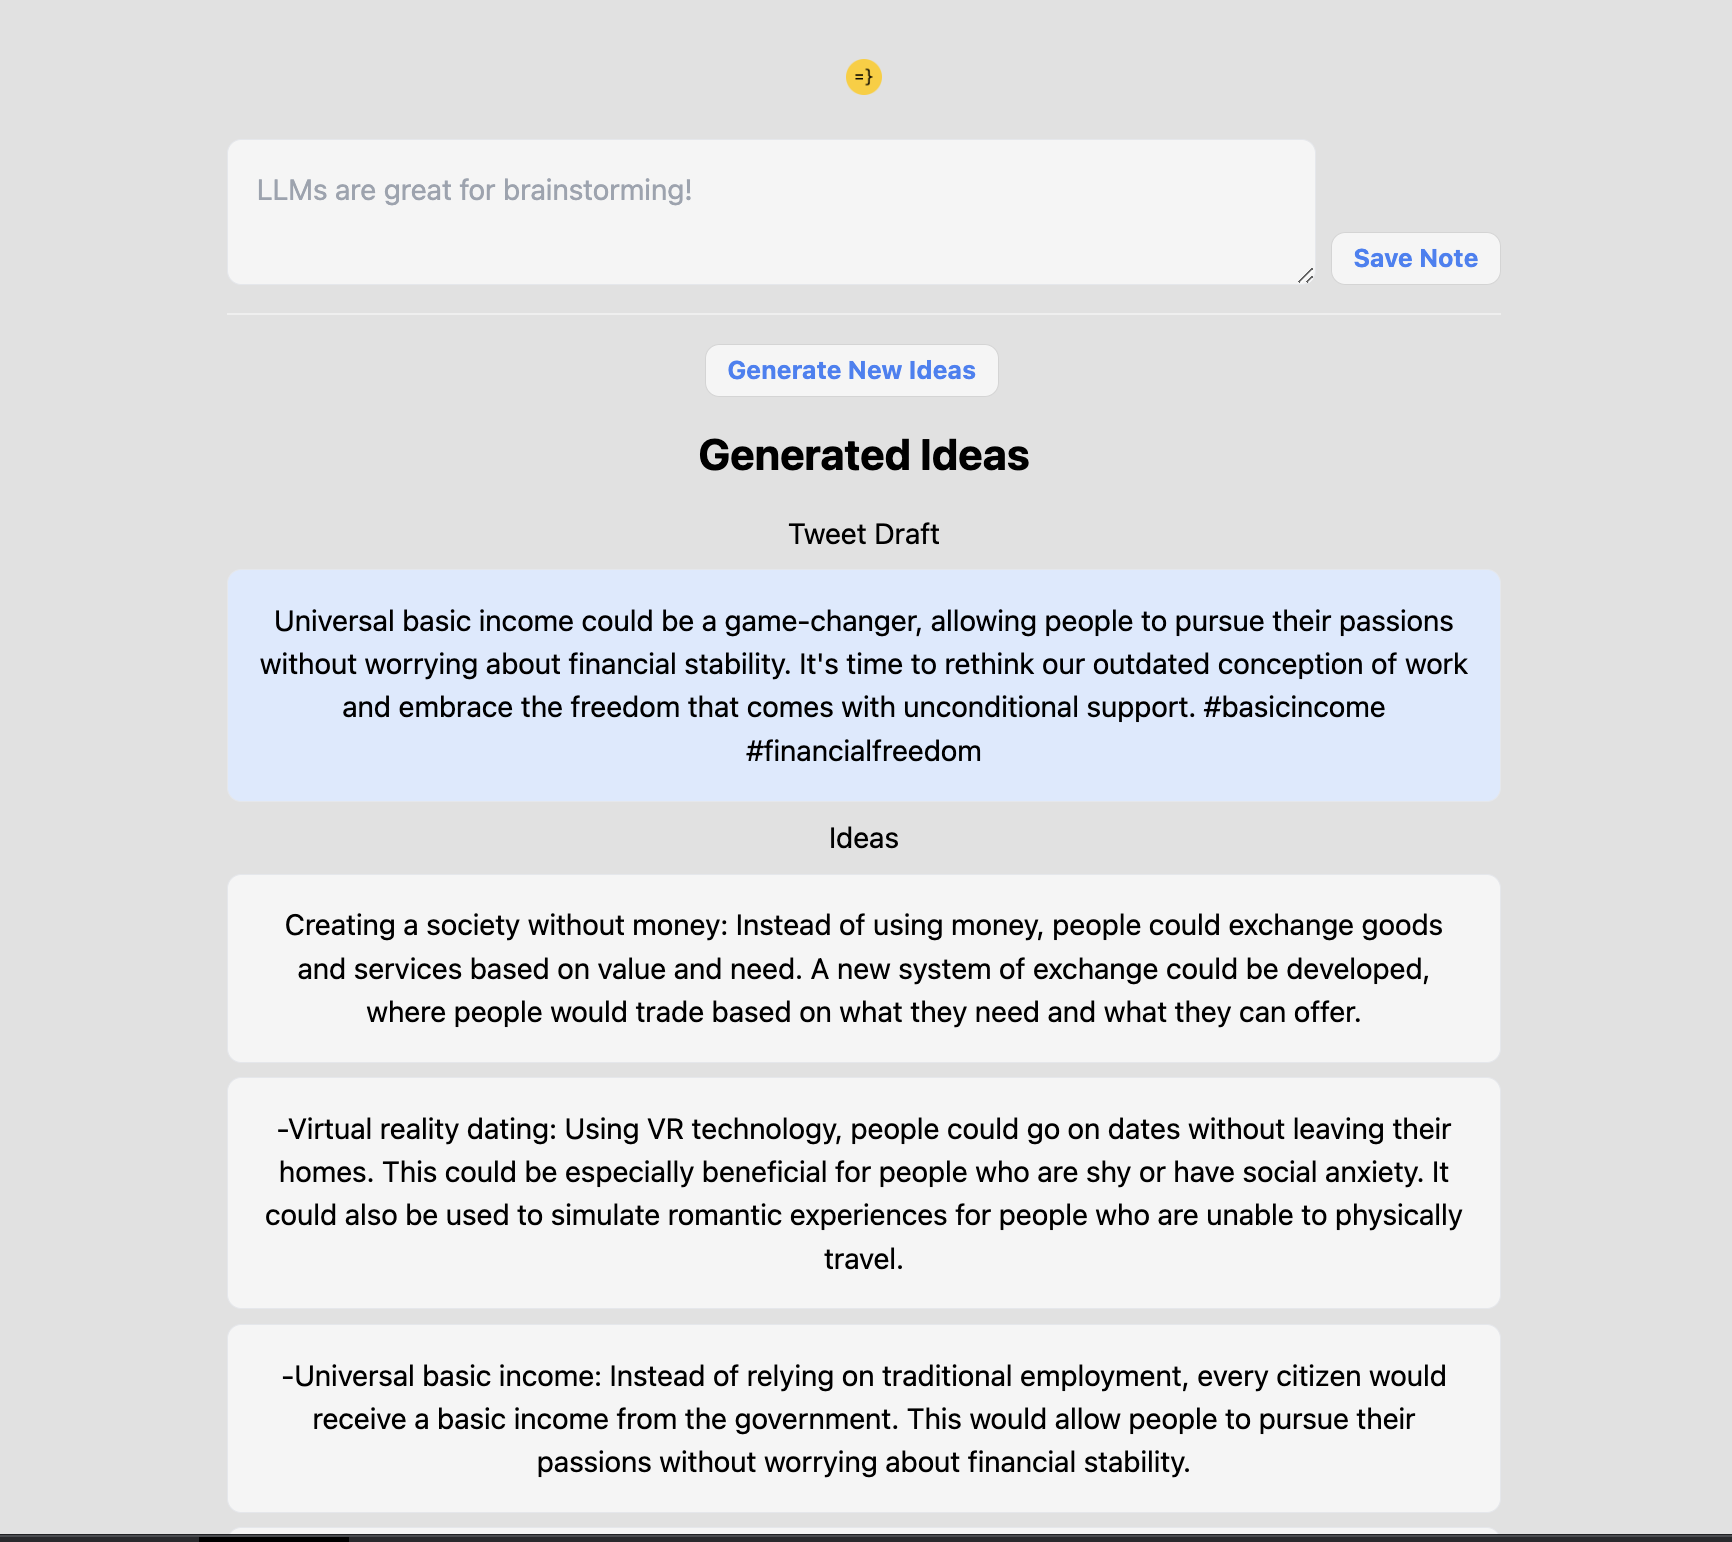 =}
LLMs are great for brainstorming!
Save Note
Generate New Ideas
Generated Ideas
Tweet Draft
Universal basic income could be a game-changer, allowing people to pursue their passions
without worrying about financial stability. It's time to rethink our outdated conception of work
and embrace the freedom that comes with unconditional support. #basicincome
#financialfreedom
Ideas
Creating a society without money: Instead of using money, people could exchange goods
and services based on value and need. A new system of exchange could be developed,
where people would trade based on what they need and what they can offer.
-Virtual reality dating: Using VR technology, people could go on dates without leaving their
homes. This could be especially beneficial for people who are shy or have social anxiety. It
could also be used to simulate romantic experiences for people who are unable to physically
travel.
-Universal basic income: Instead of relying on traditional employment, every citizen would
receive a basic income from the government. This would allow people to pursue their
passions without worrying about financial stability.